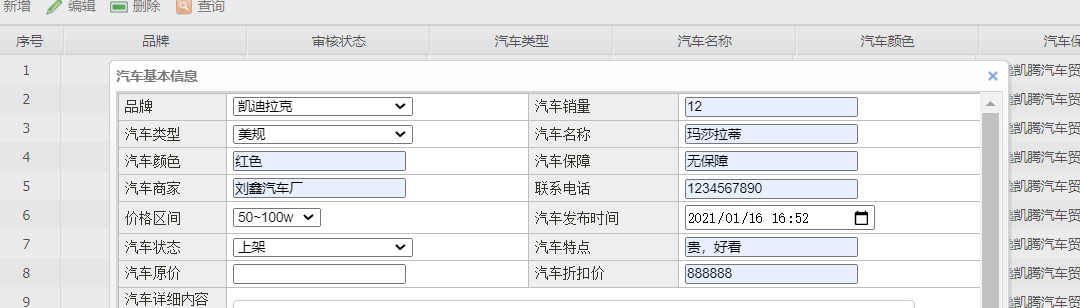 新增 编辑 删除 查询
序号 品牌 审核状态 汽车类型 汽车名称 汽车颜色 汽车保
汽车基本信息
1 凯腾汽车贸
2 凯腾汽车贸
3 凯腾汽车贸
4 凯腾汽车贸
5 凯腾汽车贸
6 凯腾汽车贸
7 凯腾汽车贸
8 凯腾汽车贸
9 凯腾汽车贸
品牌 凯迪拉克 汽车销量 12
汽车类型 美规 汽车名称 玛莎拉蒂
汽车颜色 红色 汽车保障 无保障
汽车商家 刘鑫汽车厂 联系电话 1234567890
价格区间 50~100w 汽车发布时间 2021/01/16 16:52
汽车状态 上架 汽车特点 贵，好看
汽车原价 汽车折扣价 888888
汽车详细内容